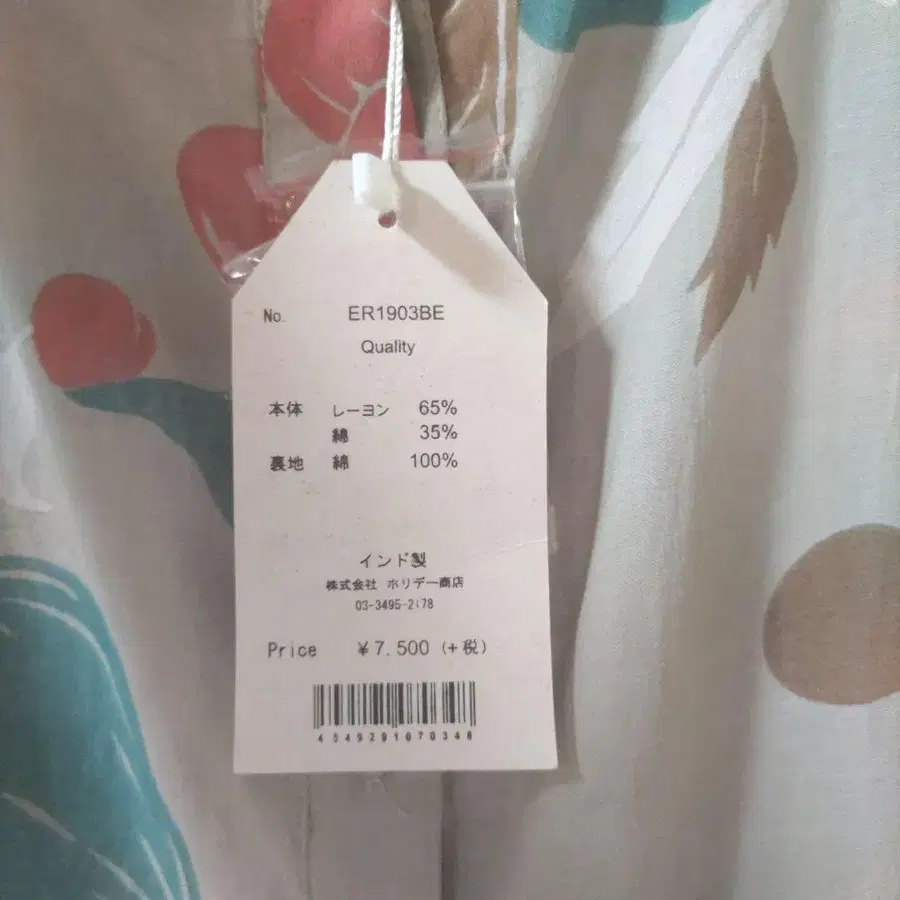 No. ER1903BE
Quality
本体 レーヨン 65%
綿 35%
裏地 綿 100%
インド製
株式会社 ホリデー商店
03-3495-2178
Price ¥7.500 (+税)
4549291070348